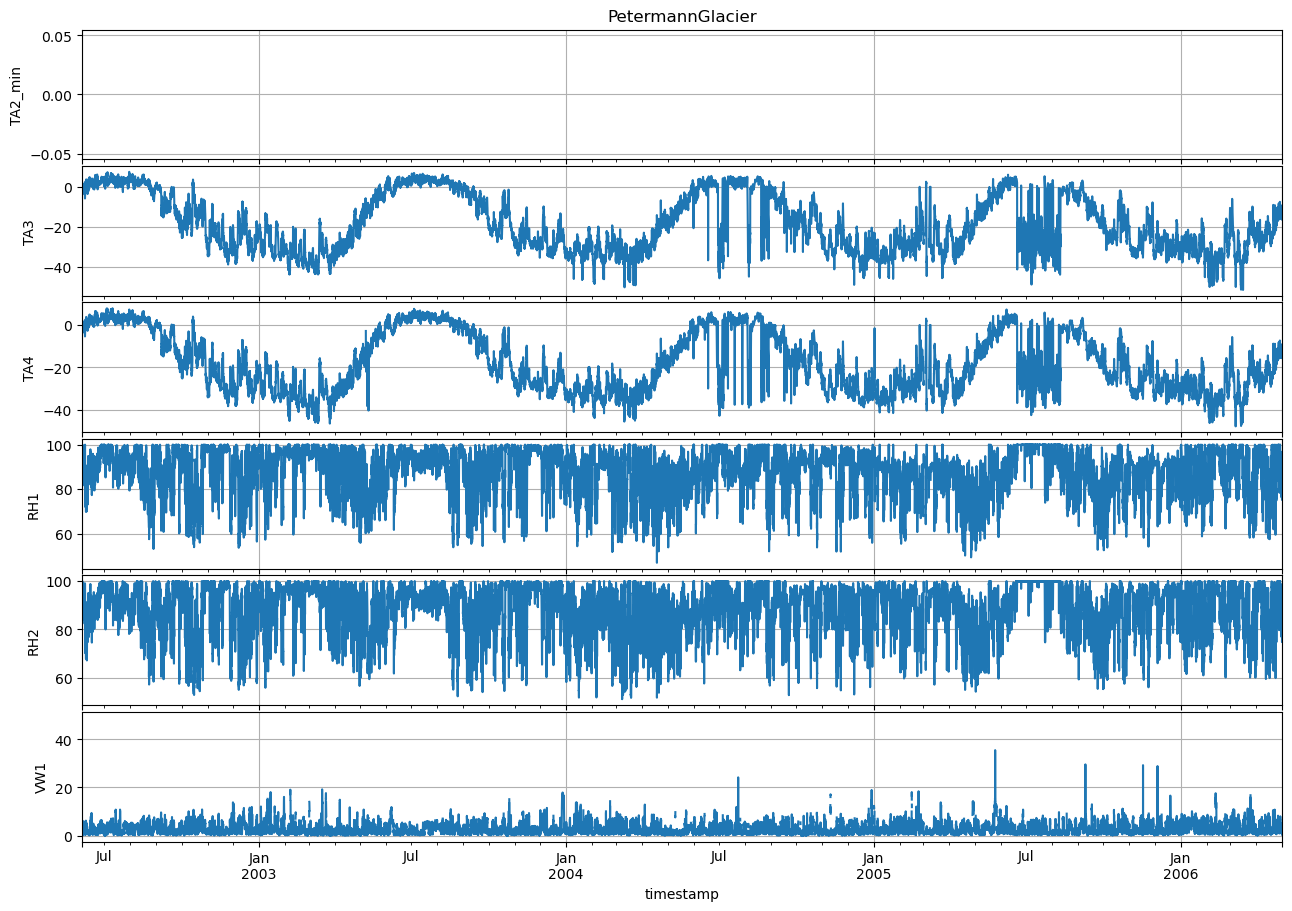 PetermannGlacier
0.05
0.00
−0.05
TA2_min
0
−20
−40
TA3
0
−20
−40
TA4
100
80
60
RH1
100
80
60
RH2
40
20
0
VW1
Jul Jan Jul Jan Jul Jan Jul Jan
2003 2004 2005 2006
timestamp